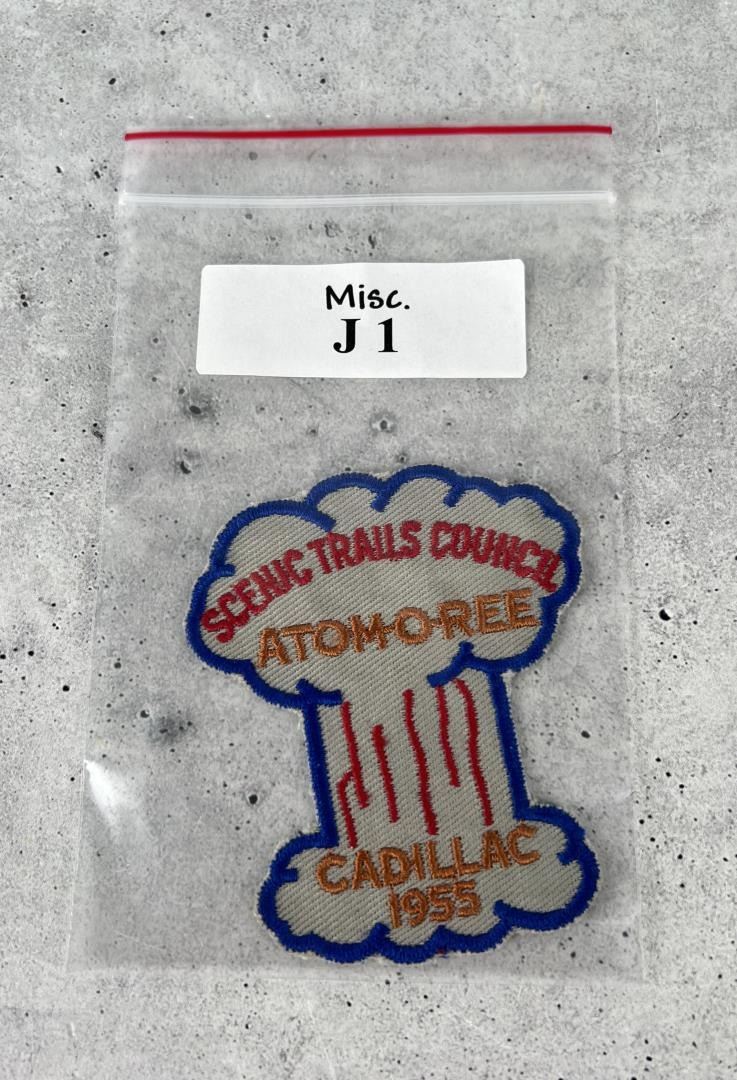 Misc.
J 1
SCENIC TRAILS COUNCIL
ATOM-O-REE
CADILLAC
1955